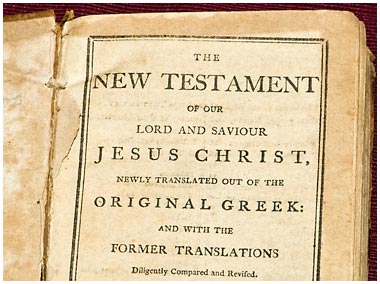 THE
NEW TESTAMENT
OF OUR
LORD AND SAVIOUR
JESUS CHRIST,
NEWLY TRANSLATED OUT OF THE
ORIGINAL GREEK:
AND WITH THE
FORMER TRANSLATIONS
Diligently Compared and Reviſed.